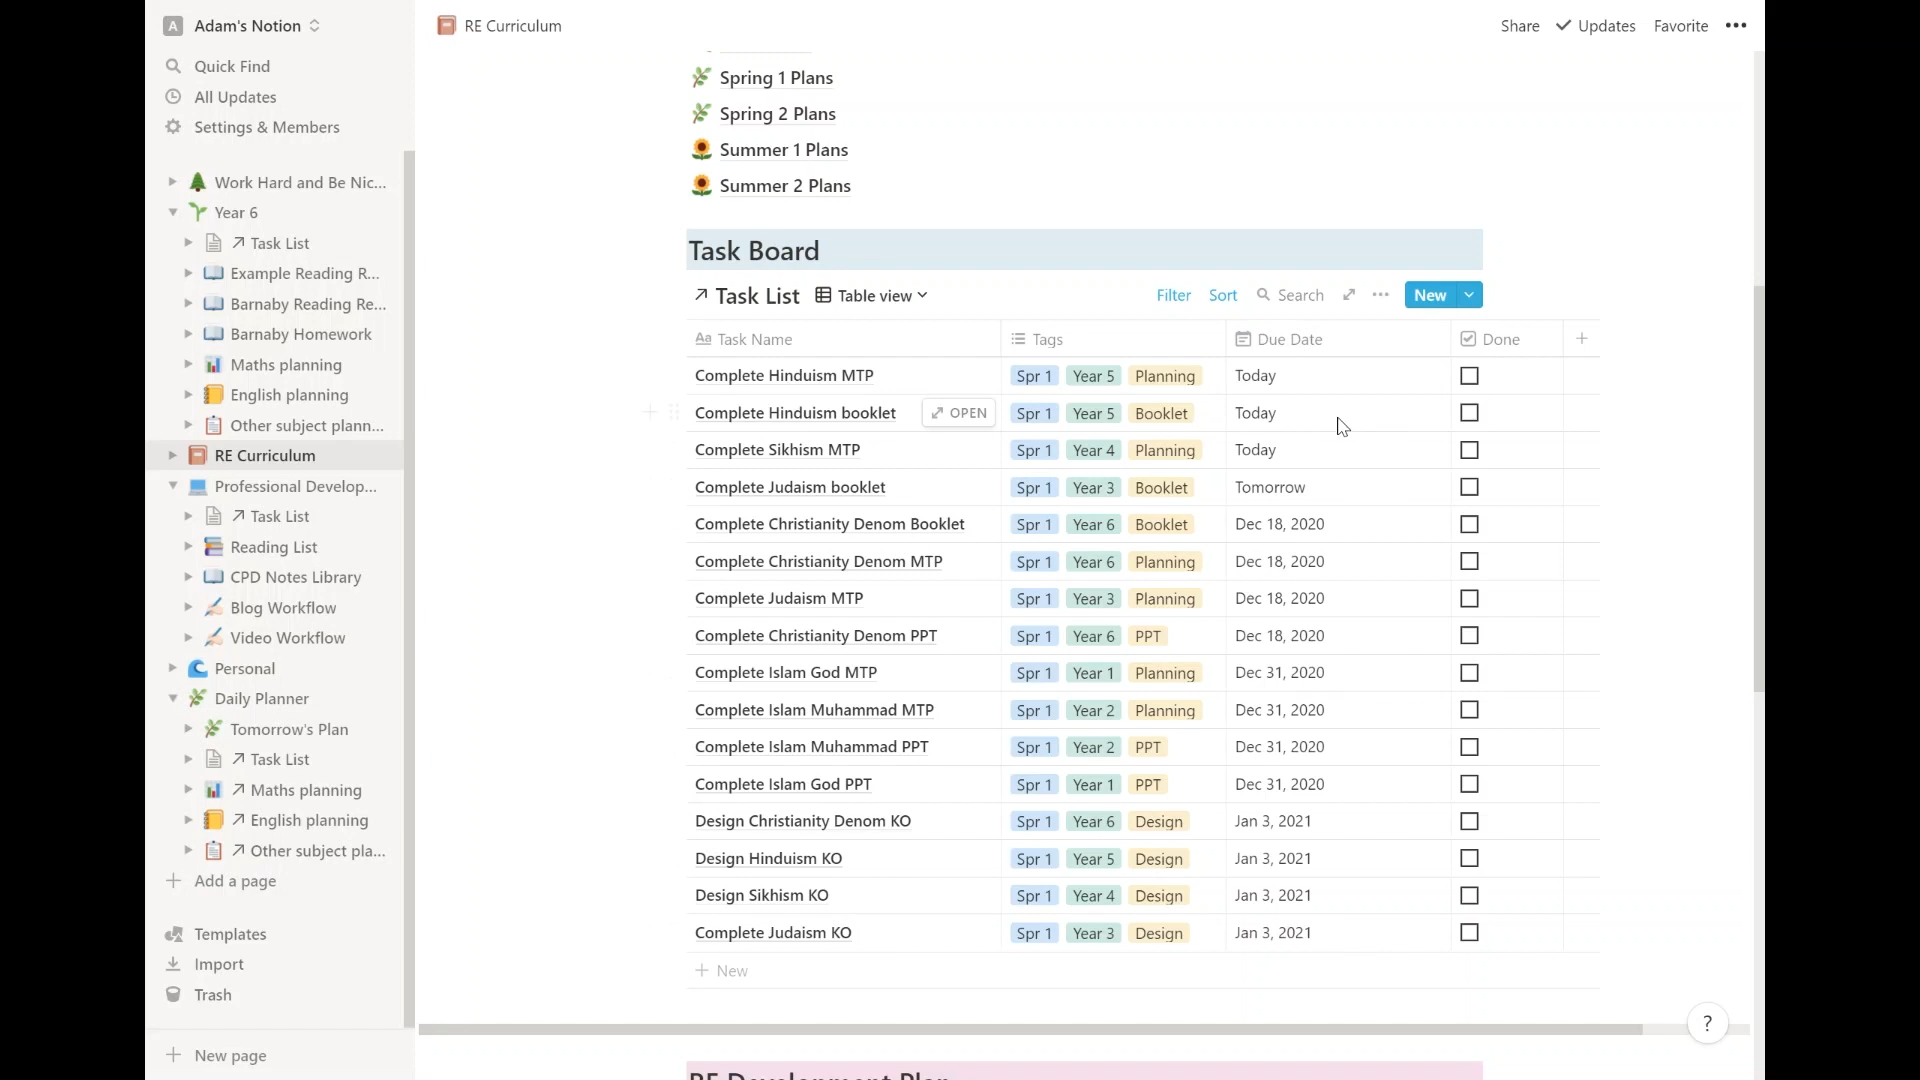 A Adam's Notion
Quick Find
All Updates
Settings & Members
Work Hard and Be Nic...
Year 6
Task List
Example Reading R...
Barnaby Reading Re...
Barnaby Homework
Maths planning
English planning
Other subject plann...
RE Curriculum
Professional Develop...
Task List
Reading List
CPD Notes Library
Blog Workflow
Video Workflow
Personal
Daily Planner
Tomorrow's Plan
Task List
Maths planning
English planning
Other subject pla...
Add a page
Templates
Import
Trash
New page
RE Curriculum
Share Updates Favorite
Spring 1 Plans
Spring 2 Plans
Summer 1 Plans
Summer 2 Plans
Task Board
Task List Table view Filter Sort Search New
Aa Task Name Tags Due Date Done
Complete Hinduism MTP Spr 1 Year 5 Planning Today
Complete Hinduism booklet OPEN Spr 1 Year 5 Booklet Today
Complete Sikhism MTP Spr 1 Year 4 Planning Today
Complete Judaism booklet Spr 1 Year 3 Booklet Tomorrow
Complete Christianity Denom Booklet Spr 1 Year 6 Booklet Dec 18, 2020
Complete Christianity Denom MTP Spr 1 Year 6 Planning Dec 18, 2020
Complete Judaism MTP Spr 1 Year 3 Planning Dec 18, 2020
Complete Christianity Denom PPT Spr 1 Year 6 PPT Dec 18, 2020
Complete Islam God MTP Spr 1 Year 1 Planning Dec 31, 2020
Complete Islam Muhammad MTP Spr 1 Year 2 Planning Dec 31, 2020
Complete Islam Muhammad PPT Spr 1 Year 2 PPT Dec 31, 2020
Complete Islam God PPT Spr 1 Year 1 PPT Dec 31, 2020
Design Christianity Denom KO Spr 1 Year 6 Design Jan 3, 2021
Design Hinduism KO Spr 1 Year 5 Design Jan 3, 2021
Design Sikhism KO Spr 1 Year 4 Design Jan 3, 2021
Complete Judaism KO Spr 1 Year 3 Design Jan 3, 2021
New
?
RE Development Plan